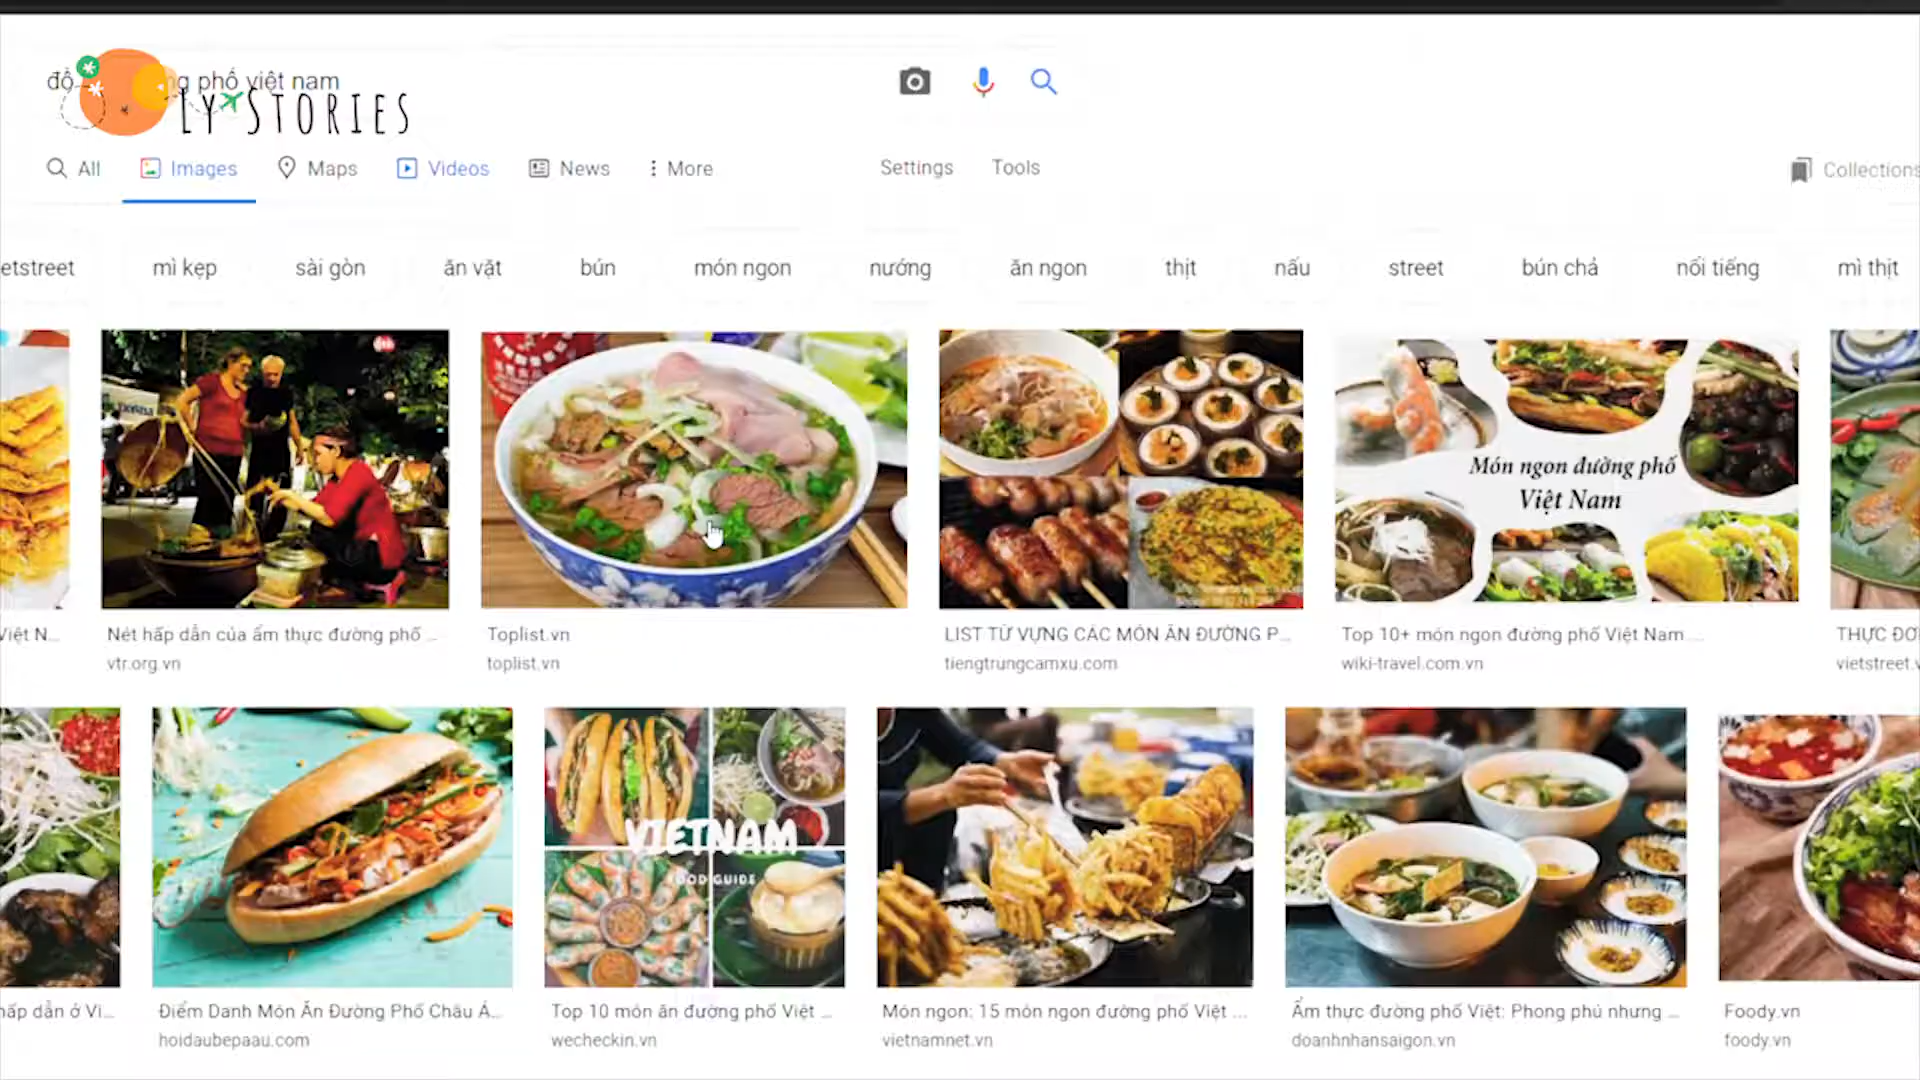 đồ ng phố việt nam
LY STORIES
All Images Maps Videos News More Settings Tools Collections
etstreet mì kẹp sài gòn ăn vặt bún món ngon nướng ăn ngon thịt nấu street bún chả nổi tiếng mì thịt
Món ngon đường phố
Việt Nam
Việt N... Nét hấp dẫn của ẩm thực đường phố ... Toplist.vn LIST TỪ VỰNG CÁC MÓN ĂN ĐƯỜNG P... Top 10+ món ngon đường phố Việt Nam ... THỰC ĐƠ
vtr.org.vn toplist.vn tiengtrungcamxu.com wiki-travel.com.vn vietstreet.v
VIETNAM
FOOD GUIDE
hấp dẫn ở Vi... Điểm Danh Món Ăn Đường Phố Châu Á... Top 10 món ăn đường phố Việt ... Món ngon: 15 món ngon đường phố Việt ... Ẩm thực đường phố Việt: Phong phú nhưng ... Foody.vn
hoidaubepaau.com wecheckin.vn vietnamnet.vn doanhnhansaigon.vn foody.vn